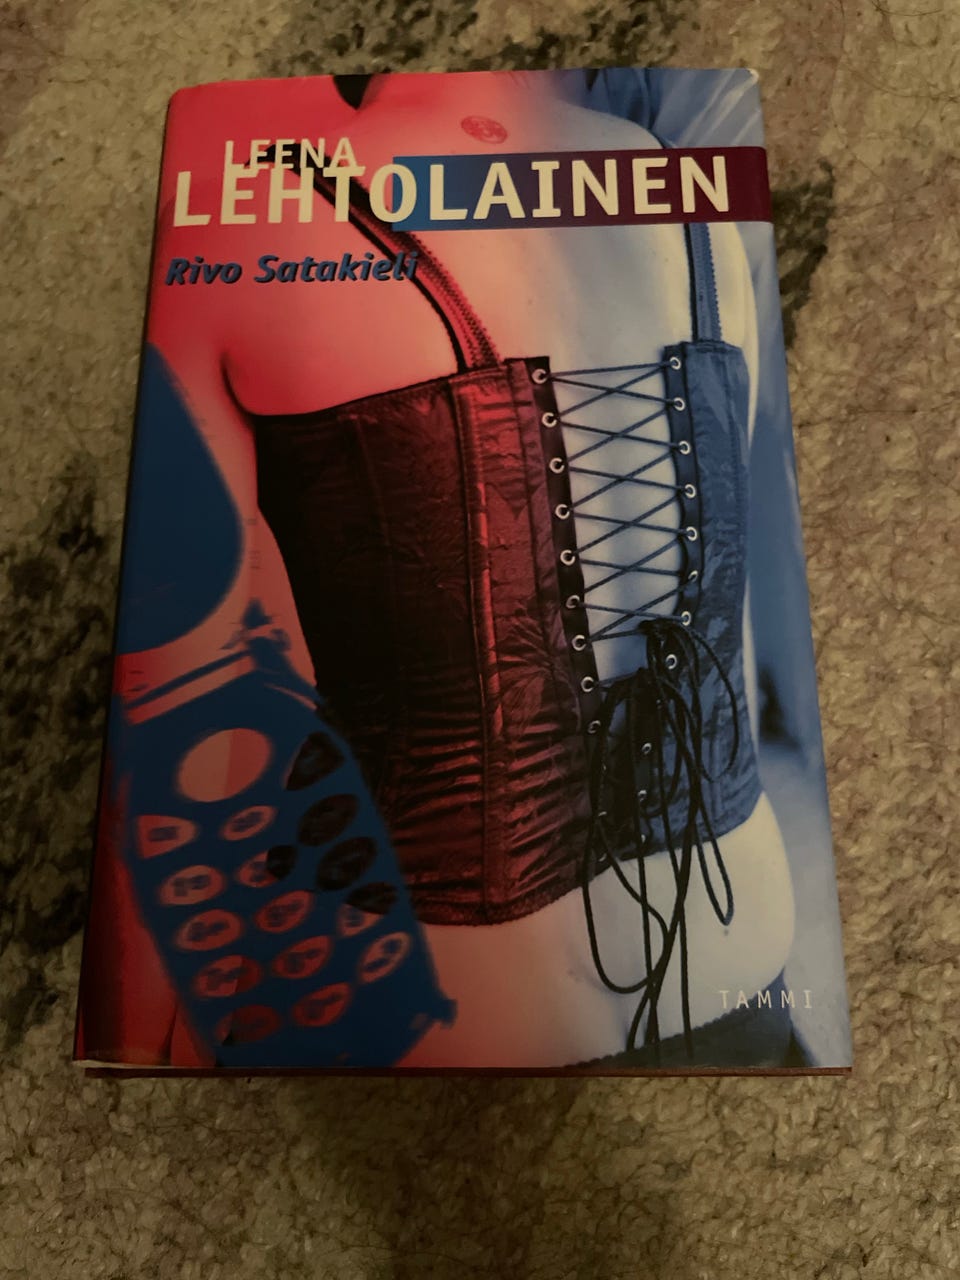 LEENA
LEHTOLAINEN
Rivo Satakieli
TAMMI